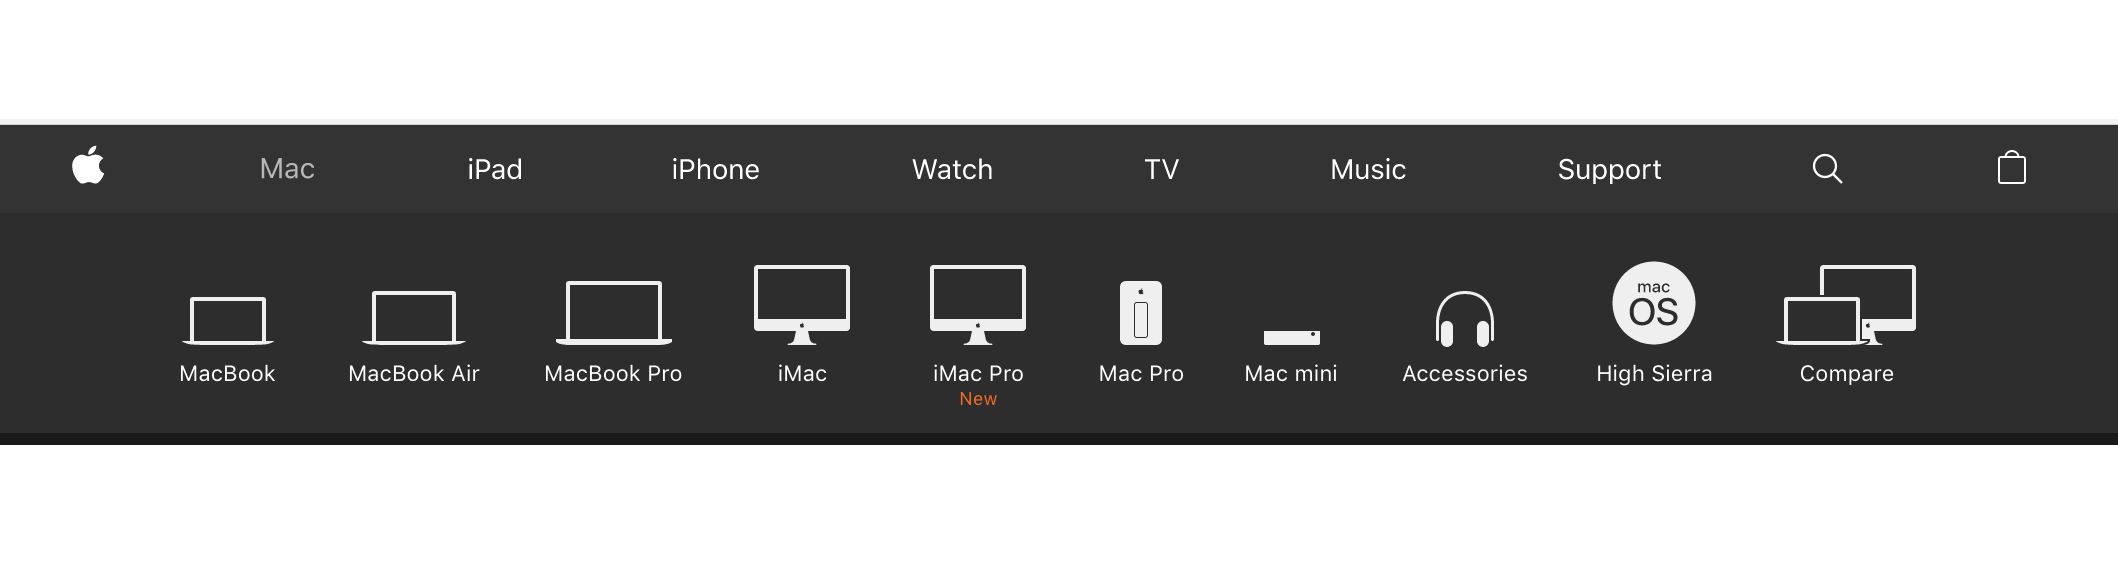 Mac iPad iPhone Watch TV Music Support
mac
OS
MacBook MacBook Air MacBook Pro iMac iMac Pro Mac Pro Mac mini Accessories High Sierra Compare
New